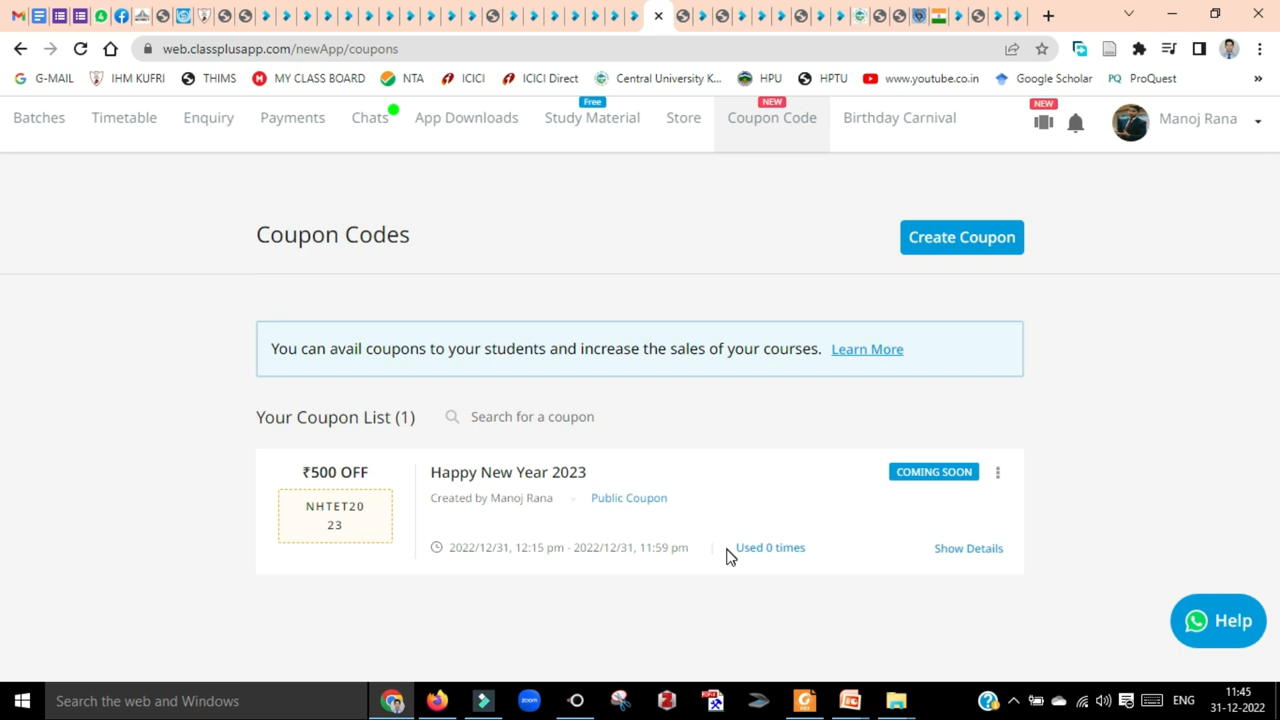 web.classplusapp.com/newApp/coupons
G-MAIL IHM KUFRI THIMS MY CLASS BOARD NTA ICICI ICICI Direct Central University K... HPU HPTU www.youtube.co.in Google Scholar PQ ProQuest »
Free NEW NEW
Batches Timetable Enquiry Payments Chats App Downloads Study Material Store Coupon Code Birthday Carnival Manoj Rana
Coupon Codes Create Coupon
You can avail coupons to your students and increase the sales of your courses. Learn More
Your Coupon List (1) Search for a coupon
₹500 OFF Happy New Year 2023 COMING SOON
Created by Manoj Rana Public Coupon
NHTET20
23
2022/12/31, 12:15 pm - 2022/12/31, 11:59 pm Used 0 times Show Details
Help
Search the web and Windows zoom ENG 11:45
31-12-2022